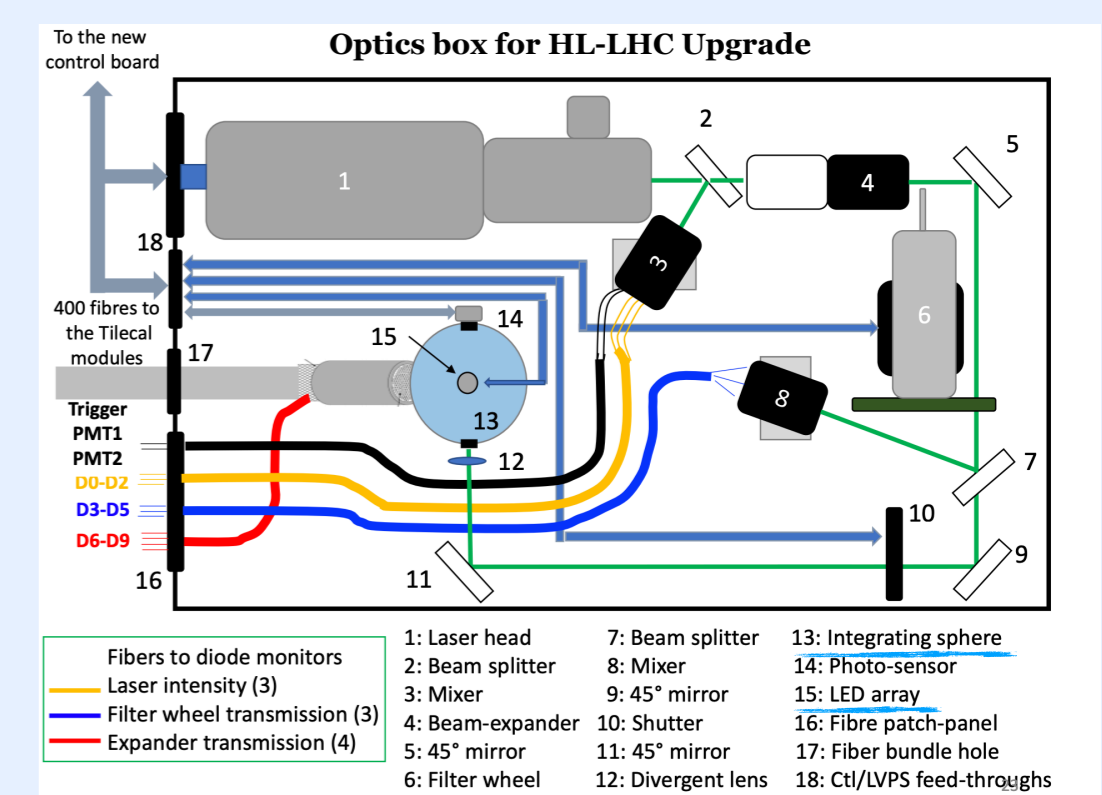 Optics box for HL-LHC Upgrade
To the new
control board
1
2
3
4
5
6
7
8
9
10
11
12
13
14
15
16
17
18
400 fibres to
the Tilecal
modules
Trigger
PMT1
PMT2
D0-D2
D3-D5
D6-D9
Fibers to diode monitors
Laser intensity (3)
Filter wheel transmission (3)
Expander transmission (4)
1: Laser head
2: Beam splitter
3: Mixer
4: Beam-expander
5: 45° mirror
6: Filter wheel
7: Beam splitter
8: Mixer
9: 45° mirror
10: Shutter
11: 45° mirror
12: Divergent lens
13: Integrating sphere
14: Photo-sensor
15: LED array
16: Fibre patch-panel
17: Fiber bundle hole
18: Ctl/LVPS feed-throughs